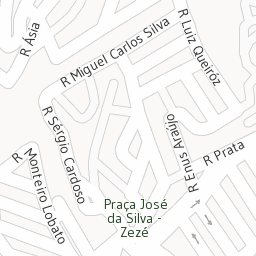 R Ásia
R Miguel Carlos Silva
R Luiz Queiróz
R Sérgio Cardoso
R Monteiro Lobato
R Enus Araújo
R Prata
Praça José
da Silva -
Zezé